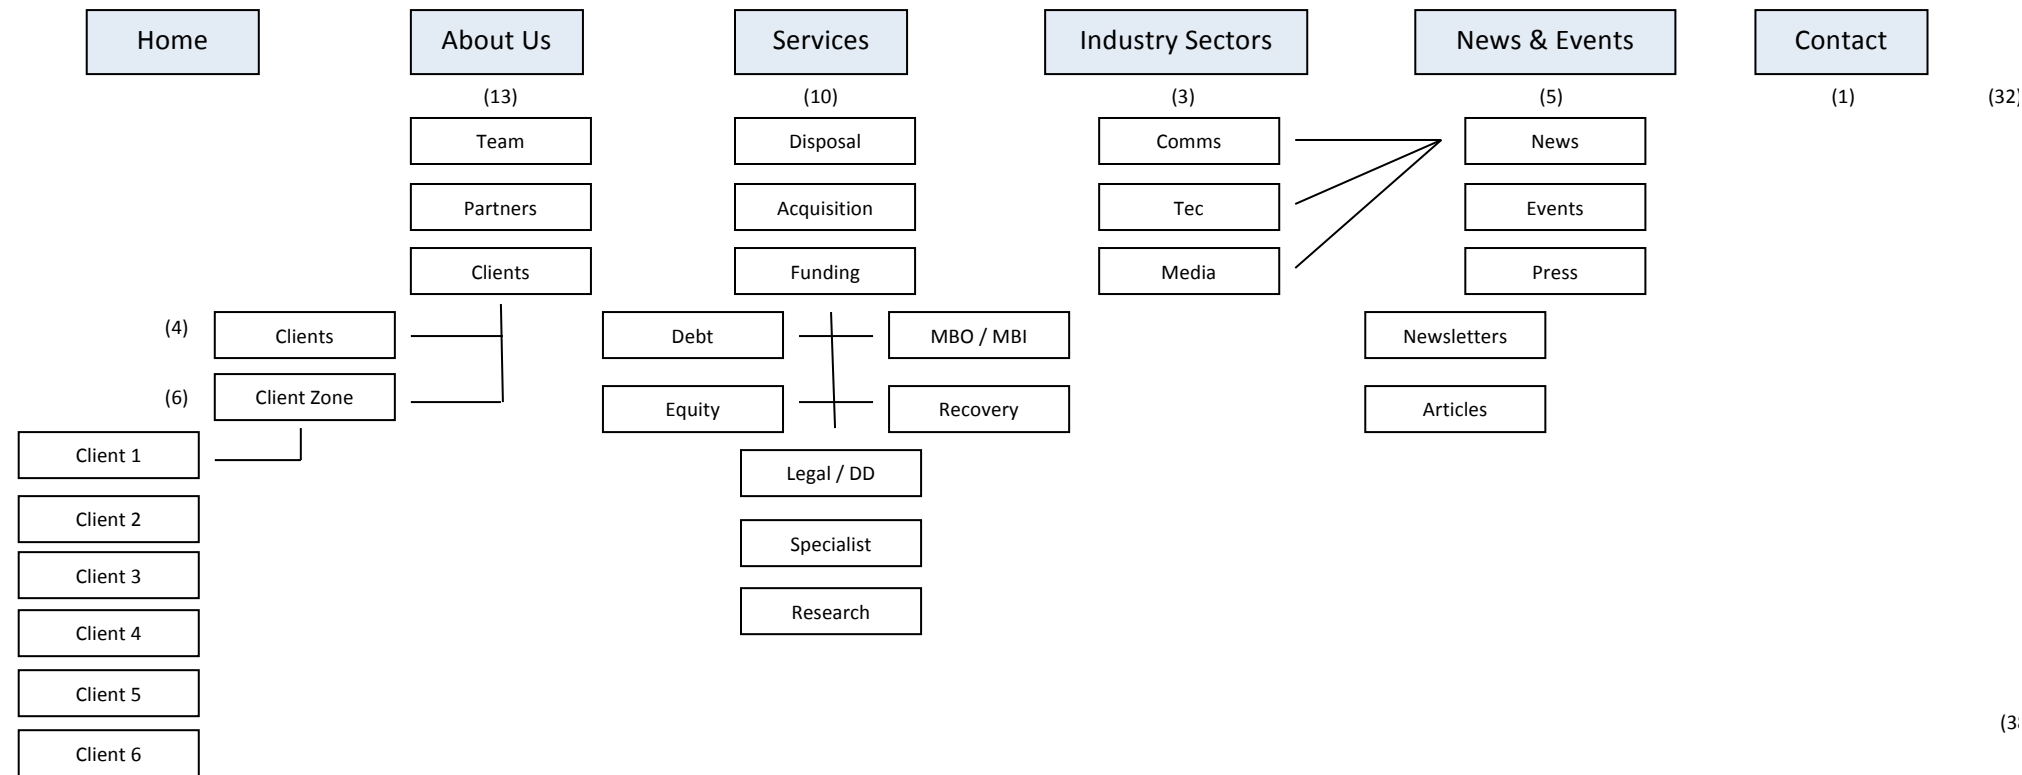 Home
About Us
Services
Industry Sectors
News & Events
Contact
(13)
(10)
(3)
(5)
(1)
(32)
Team
Disposal
Comms
News
Partners
Acquisition
Tec
Events
Clients
Funding
Media
Press
(4)
Clients
Debt
MBO / MBI
Newsletters
(6)
Client Zone
Equity
Recovery
Articles
Client 1
Legal / DD
Client 2
Specialist
Client 3
Research
Client 4
Client 5
Client 6